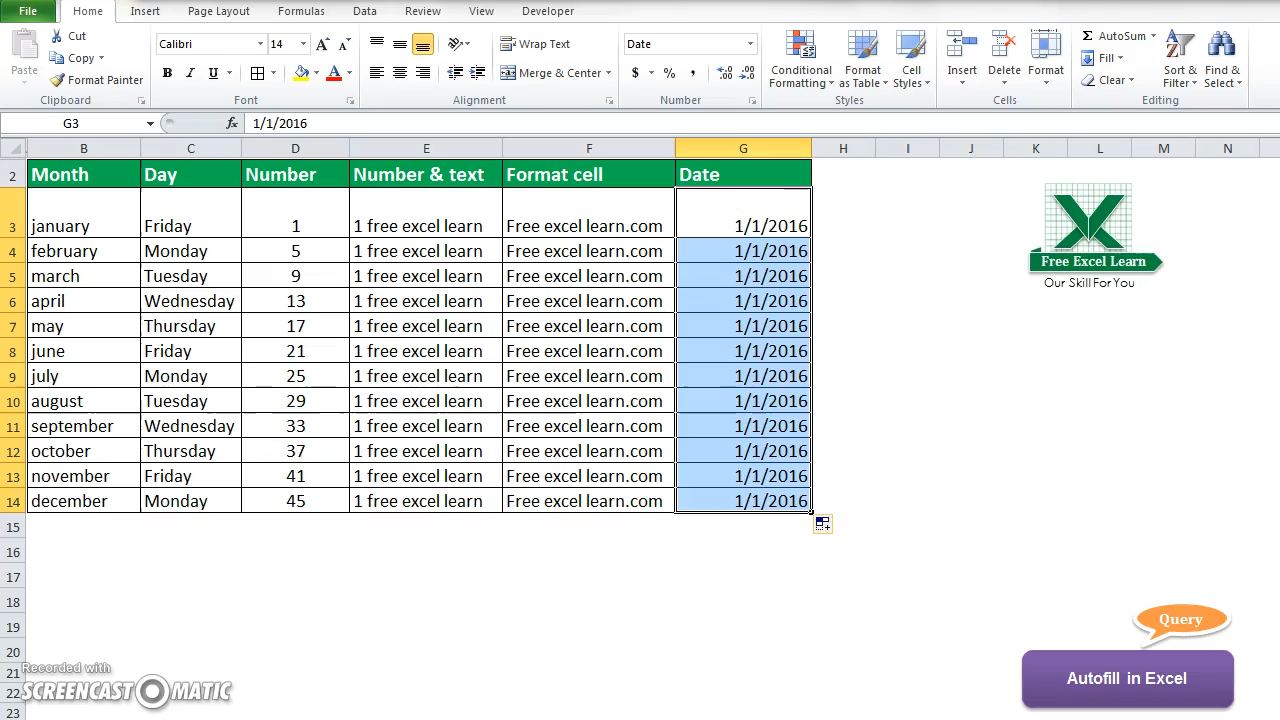 File Home Insert Page Layout Formulas Data Review View Developer
Paste Cut Copy Format Painter
Calibri 14 A A
B I U A
Wrap Text
Merge & Center
Date
$ % ,
.0 .00 .00 .0
Conditional Formatting Format as Table Cell Styles
Insert Delete Format
Σ AutoSum Fill Clear
Sort & Filter Find & Select
Clipboard Font Alignment Number Styles Cells Editing
G3 fx 1/1/2016
B C D E F G H I J K L M N
2 Month Day Number Number & text Format cell Date
3 january Friday 1 1 free excel learn Free excel learn.com 1/1/2016
4 february Monday 5 1 free excel learn Free excel learn.com 1/1/2016
5 march Tuesday 9 1 free excel learn Free excel learn.com 1/1/2016
6 april Wednesday 13 1 free excel learn Free excel learn.com 1/1/2016
7 may Thursday 17 1 free excel learn Free excel learn.com 1/1/2016
8 june Friday 21 1 free excel learn Free excel learn.com 1/1/2016
9 july Monday 25 1 free excel learn Free excel learn.com 1/1/2016
10 august Tuesday 29 1 free excel learn Free excel learn.com 1/1/2016
11 september Wednesday 33 1 free excel learn Free excel learn.com 1/1/2016
12 october Thursday 37 1 free excel learn Free excel learn.com 1/1/2016
13 november Friday 41 1 free excel learn Free excel learn.com 1/1/2016
14 december Monday 45 1 free excel learn Free excel learn.com 1/1/2016
15
16
17
18
19
20
21
22
23
X
Free Excel Learn
Our Skill For You
Query
Autofill in Excel
Recorded with
SCREENCAST MATIC